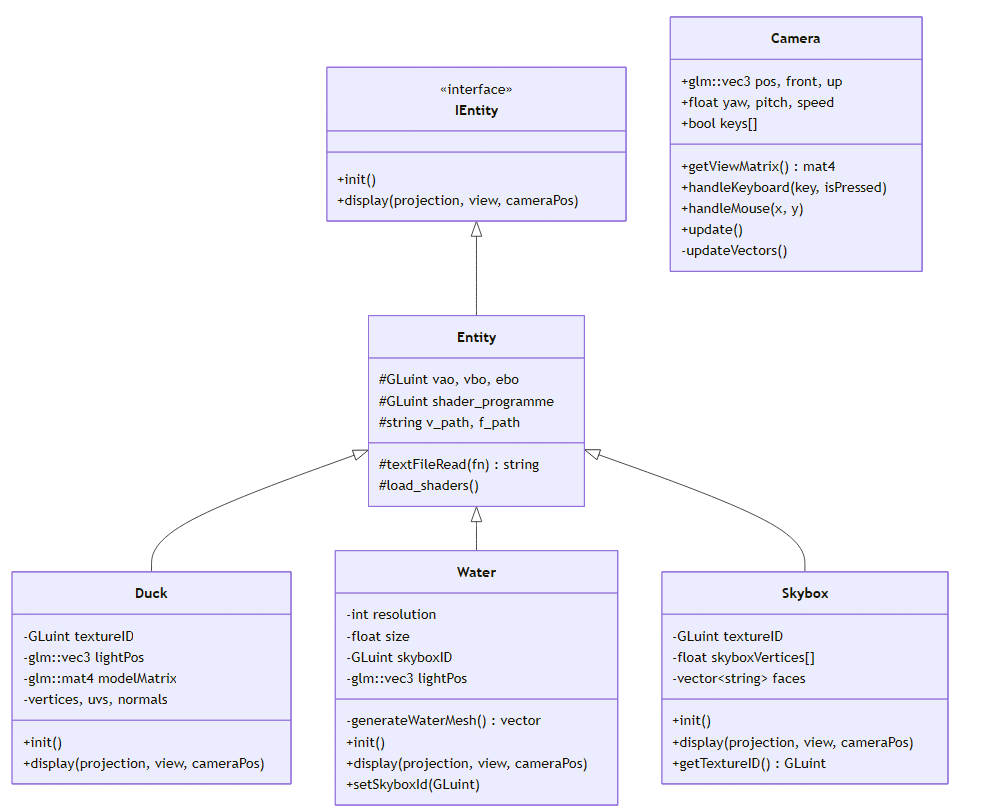 «interface»
IEntity
+init()
+display(projection, view, cameraPos)
Camera
+glm::vec3 pos, front, up
+float yaw, pitch, speed
+bool keys[]
+getViewMatrix() : mat4
+handleKeyboard(key, isPressed)
+handleMouse(x, y)
+update()
-updateVectors()
Entity
#GLuint vao, vbo, ebo
#GLuint shader_programme
#string v_path, f_path
#textFileRead(fn) : string
#load_shaders()
Duck
-GLuint textureID
-glm::vec3 lightPos
-glm::mat4 modelMatrix
-vertices, uvs, normals
+init()
+display(projection, view, cameraPos)
Water
-int resolution
-float size
-GLuint skyboxID
-glm::vec3 lightPos
-generateWaterMesh() : vector
+init()
+display(projection, view, cameraPos)
+setSkyboxId(GLuint)
Skybox
-GLuint textureID
-float skyboxVertices[]
-vector<string> faces
+init()
+display(projection, view, cameraPos)
+getTextureID() : GLuint